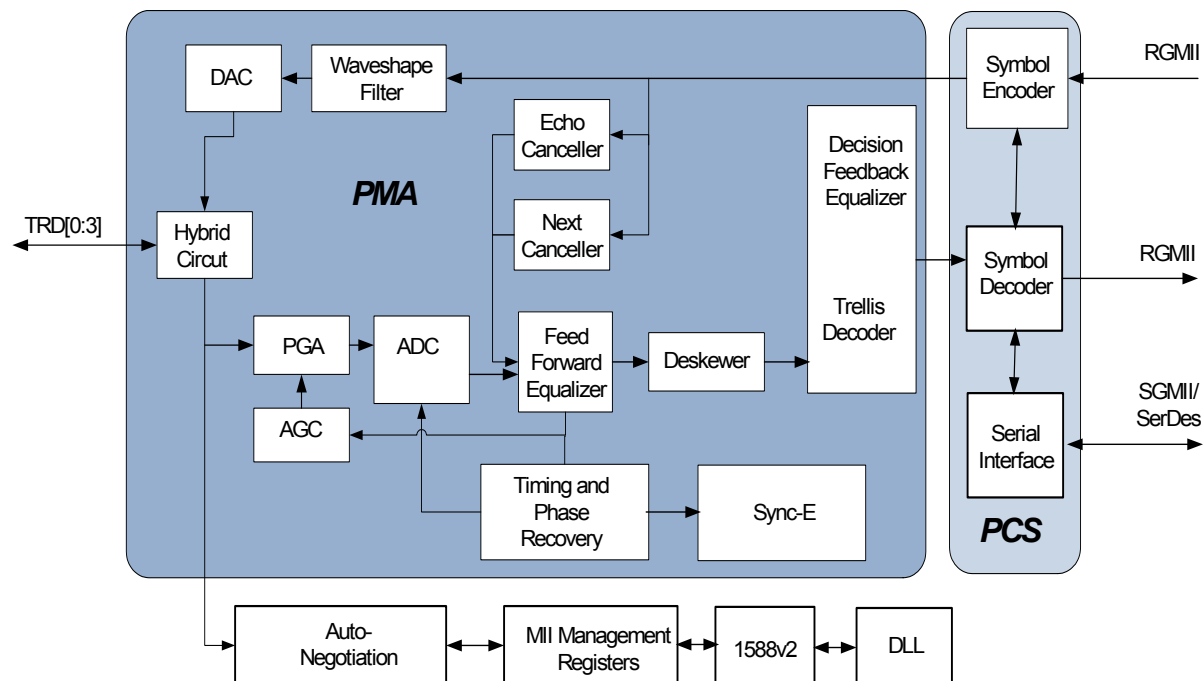 DAC
Waveshape
Filter
Symbol
Encoder
RGMII
Echo
Canceller
Decision
Feedback
Equalizer
PMA
TRD[0:3]
Hybrid
Circut
Next
Canceller
Symbol
Decoder
RGMII
Trellis
Decoder
PGA
ADC
Feed
Forward
Equalizer
Deskewer
AGC
SGMII/
SerDes
Serial
Interface
Timing and
Phase
Recovery
Sync-E
PCS
Auto-
Negotiation
MII Management
Registers
1588v2
DLL